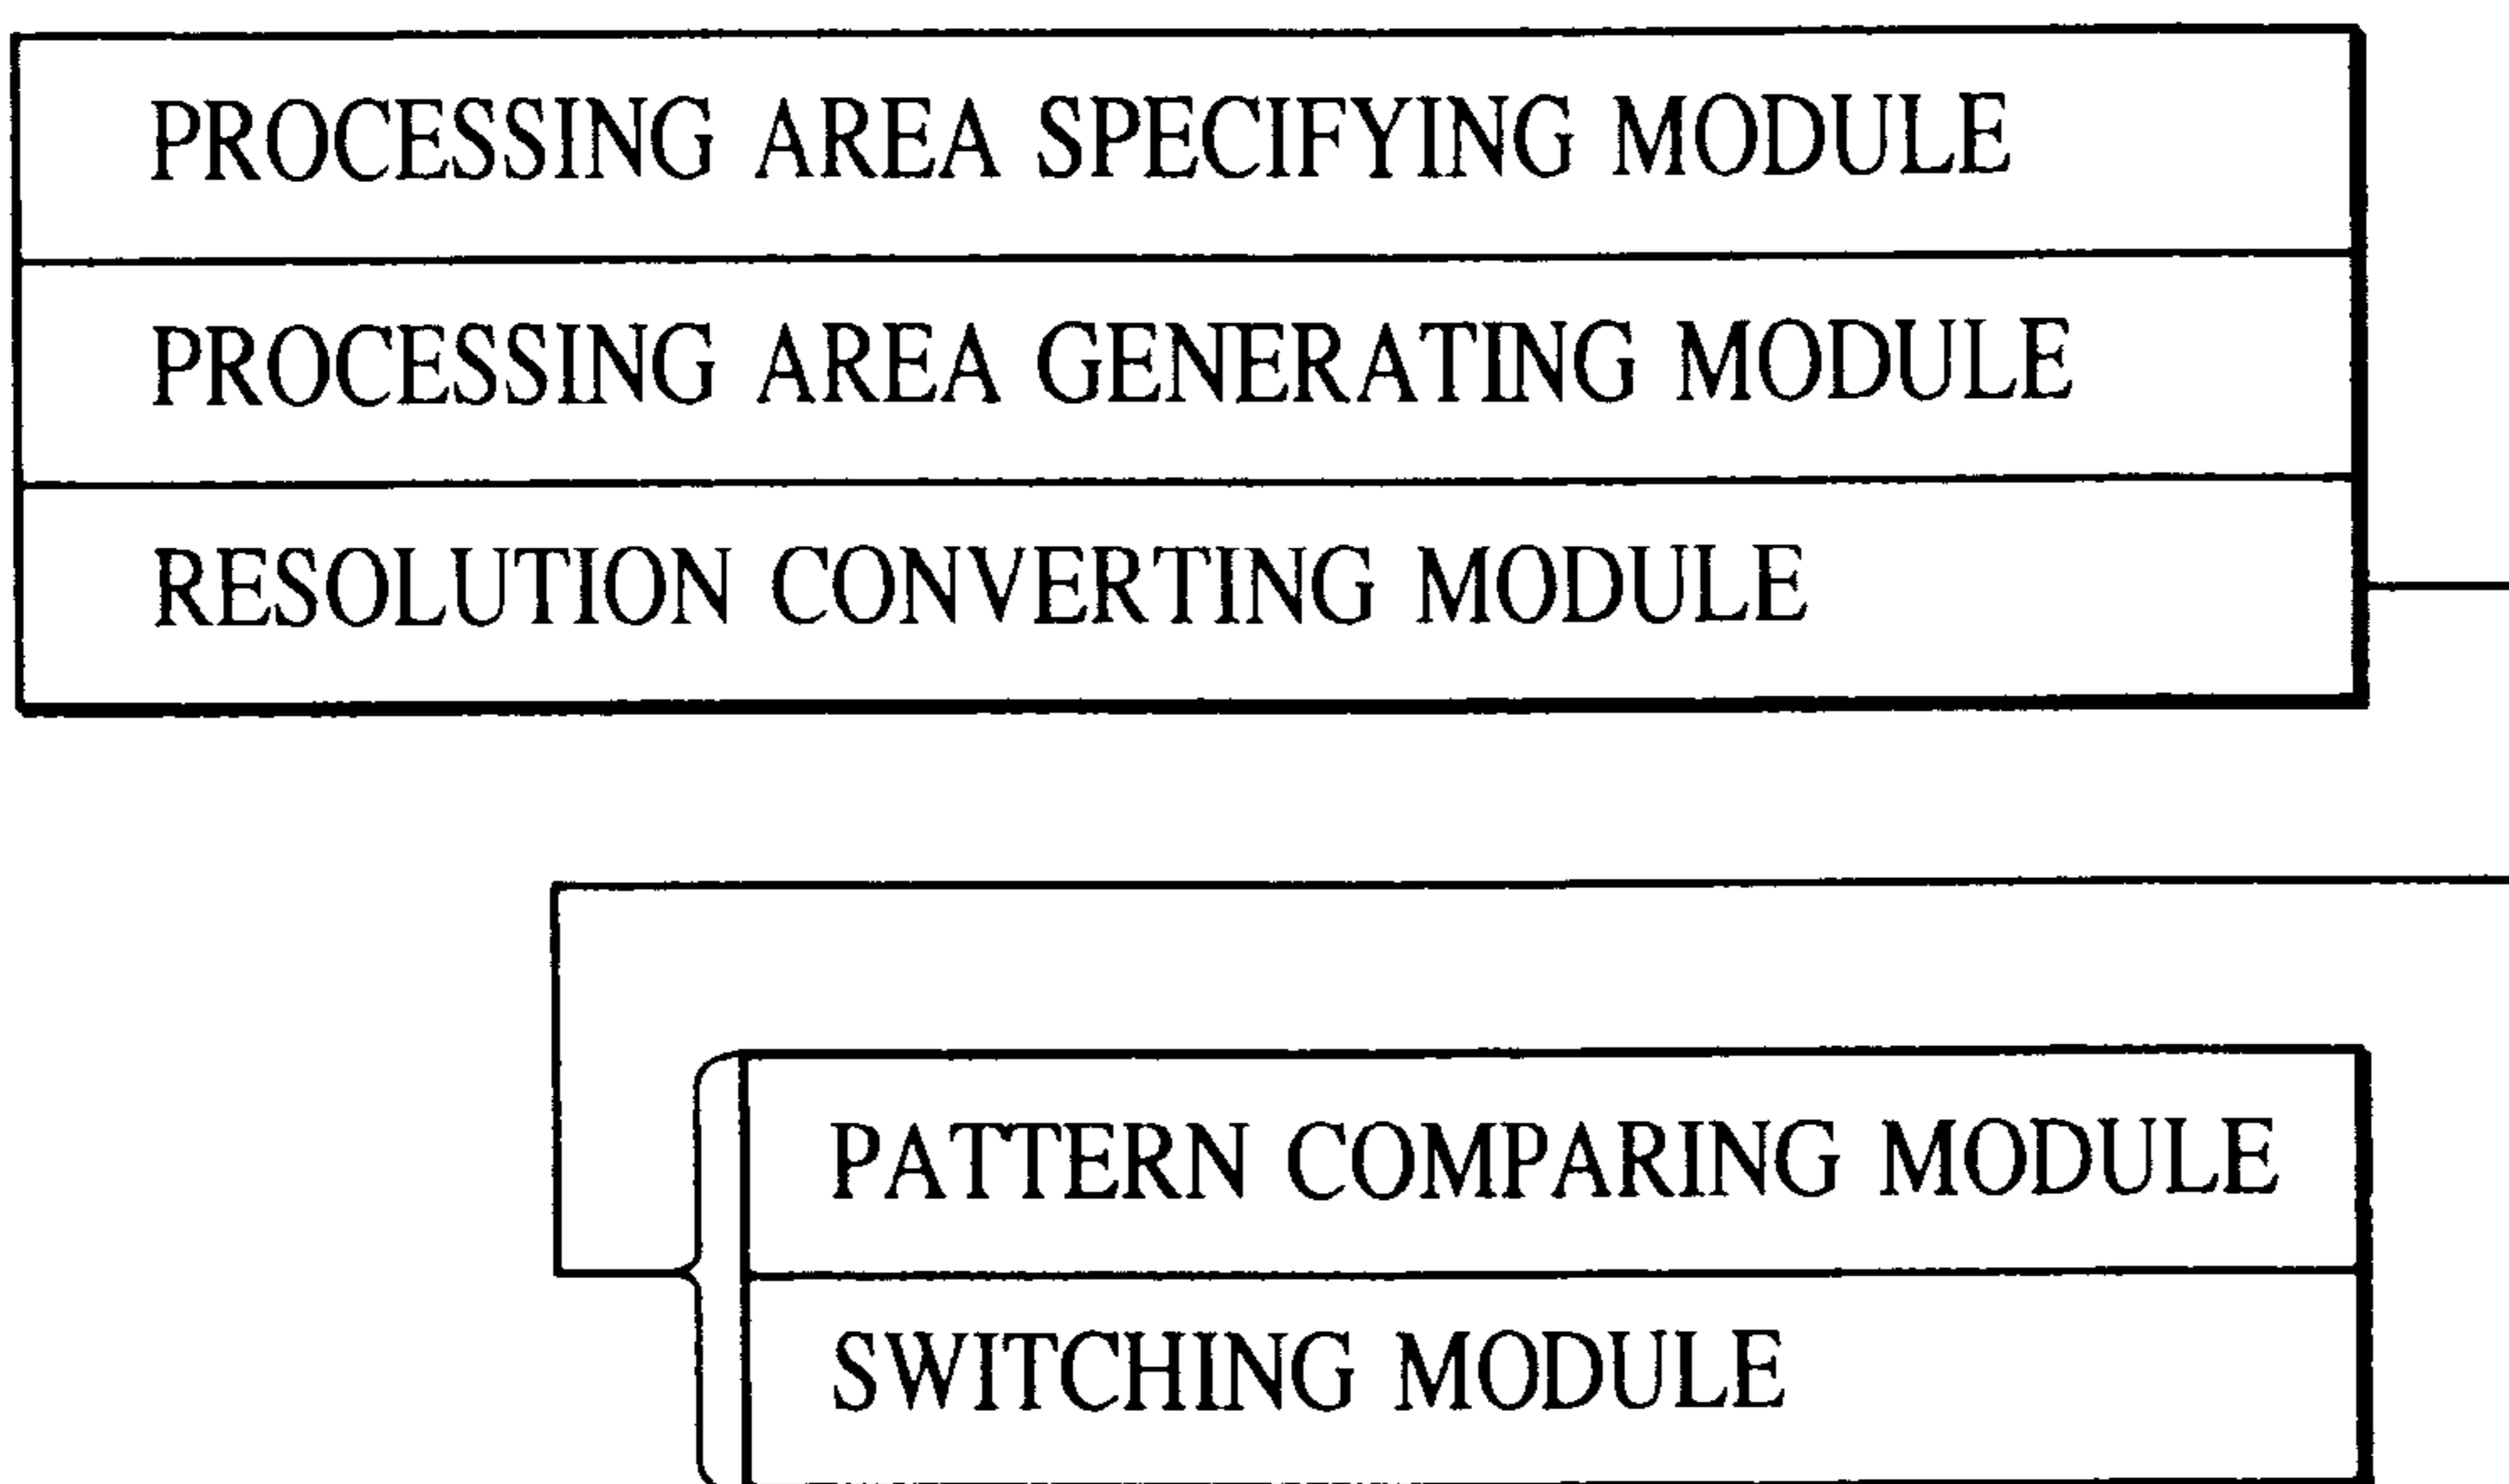 PROCESSING AREA SPECIFYING MODULE
PROCESSING AREA GENERATING MODULE
RESOLUTION CONVERTING MODULE
PATTERN COMPARING MODULE
SWITCHING MODULE